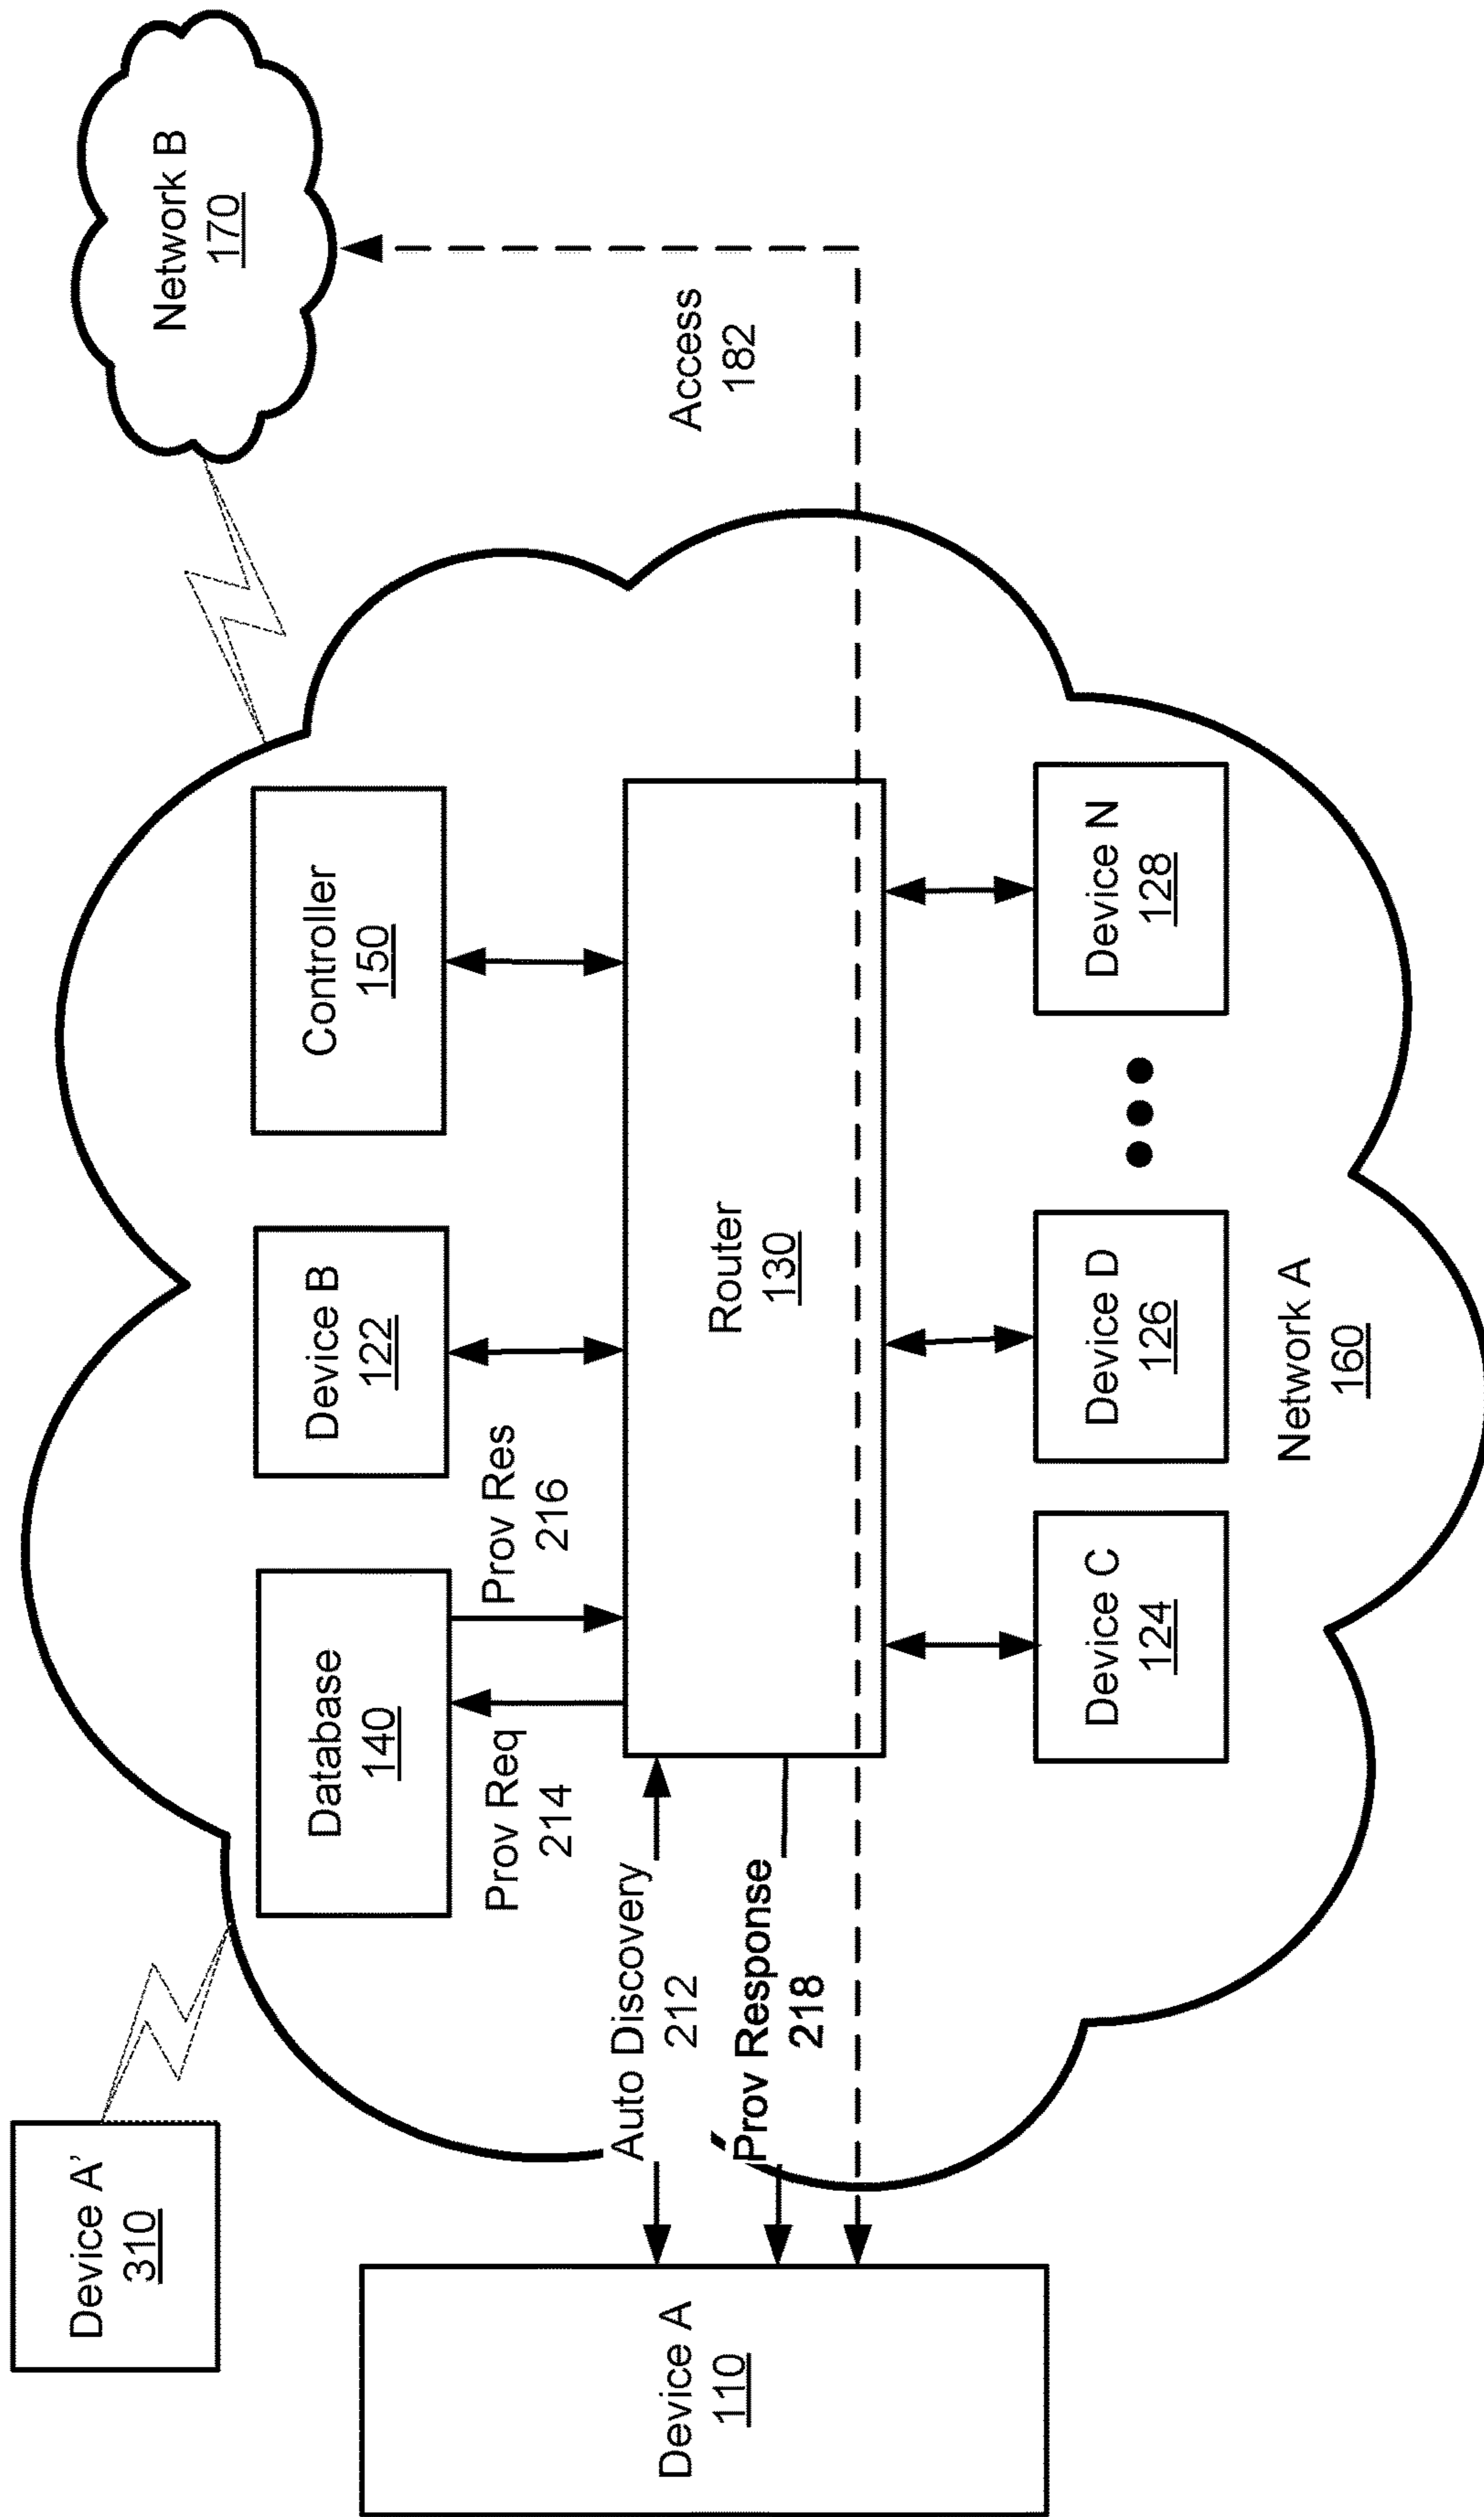 Device A'
310
Network B
170
Database
140
Device B
122
Controller
150
Prov Req
214
Prov Res
216
Access
182
Auto Discovery
212
Prov Response
218
Device A
110
Router
130
Device C
124
Device D
126
Device N
128
Network A
160